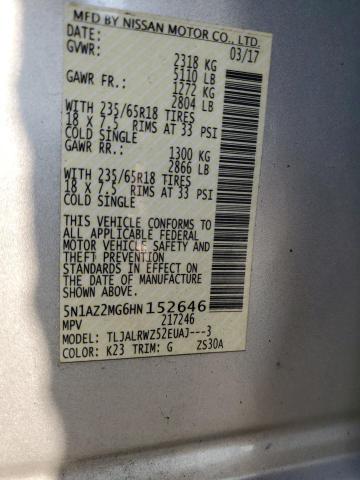 MFD BY NISSAN MOTOR CO., LTD.
DATE: 03/17
GVWR: 2318 KG
5110 LB
GAWR FR.: 1272 KG
2804 LB
WITH 235/65R18 TIRES
18 X 7.5 RIMS AT 33 PSI
COLD SINGLE
GAWR RR.: 1300 KG
2866 LB
WITH 235/65R18 TIRES
18 X 7.5 RIMS AT 33 PSI
COLD SINGLE
THIS VEHICLE CONFORMS TO
ALL APPLICABLE FEDERAL
MOTOR VEHICLE SAFETY AND
THEFT PREVENTION
STANDARDS IN EFFECT ON
THE DATE OF MANUFACTURE
5N1AZ2MG6HN152646
MPV 217246
MODEL: TLJALRWZ52EUAJ---3
COLOR: K23 TRIM: G ZS30A